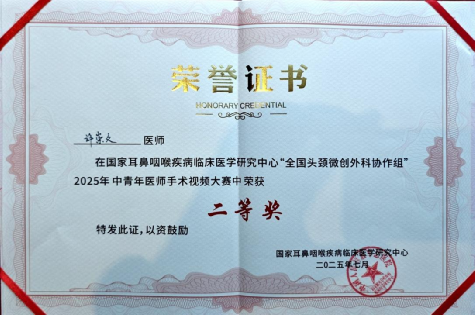 荣誉证书
HONORARY CREDENTIAL
医师
在国家耳鼻咽喉疾病临床医学研究中心“全国头颈微创外科协作组”
2025年中青年医师手术视频大赛中荣获
二等奖
特发此证，以资鼓励
国家耳鼻咽喉疾病临床医学研究中心
二〇二五年七月